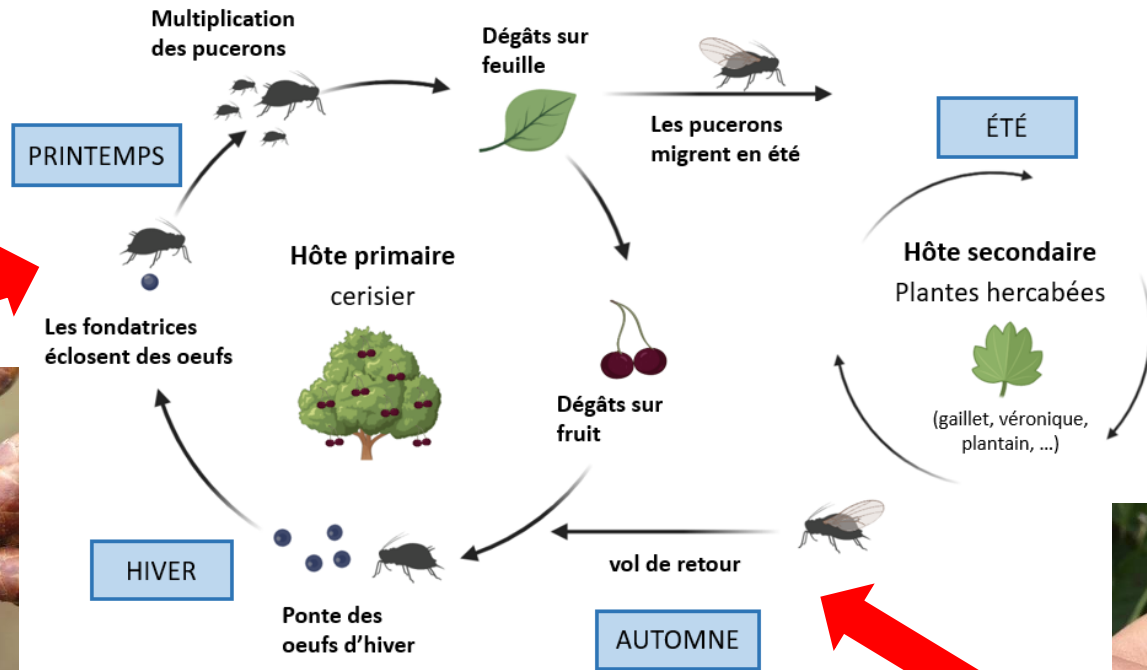 Multiplication
des pucerons
Dégâts sur
feuille
Les pucerons
migrent en été
PRINTEMPS
ÉTÉ
Hôte primaire
cerisier
Hôte secondaire
Plantes hercabées
(gaillet, véronique,
plantain, ...)
Les fondatrices
éclosent des oeufs
Dégâts sur
fruit
HIVER
Ponte des
oeufs d'hiver
vol de retour
AUTOMNE